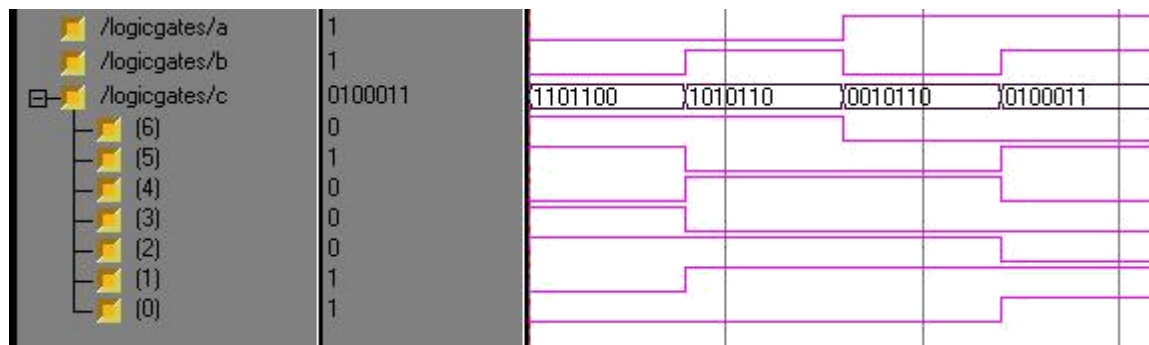 /logicgates/a 1
/logicgates/b 1
/logicgates/c 0100011 1101100 1010110 0010110 0100011
(6) 0
(5) 1
(4) 0
(3) 0
(2) 0
(1) 1
(0) 1